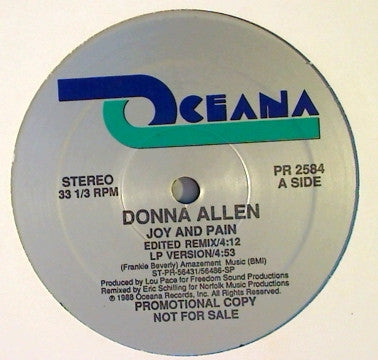 OCEANA
STEREO
33 1/3 RPM
PR 2584
A SIDE
DONNA ALLEN
JOY AND PAIN
EDITED REMIX/4:12
LP VERSION/4:53
(Frankie Beverly) Amazement Music (BMI)
ST-PR-56431/56486-SP
Produced by Lou Pace for Freedom Sound Productions
Remixed by Eric Schilling for Norfolk Music Productions
℗ 1988 Oceana Records, Inc. All Rights Reserved.
PROMOTIONAL COPY
NOT FOR SALE